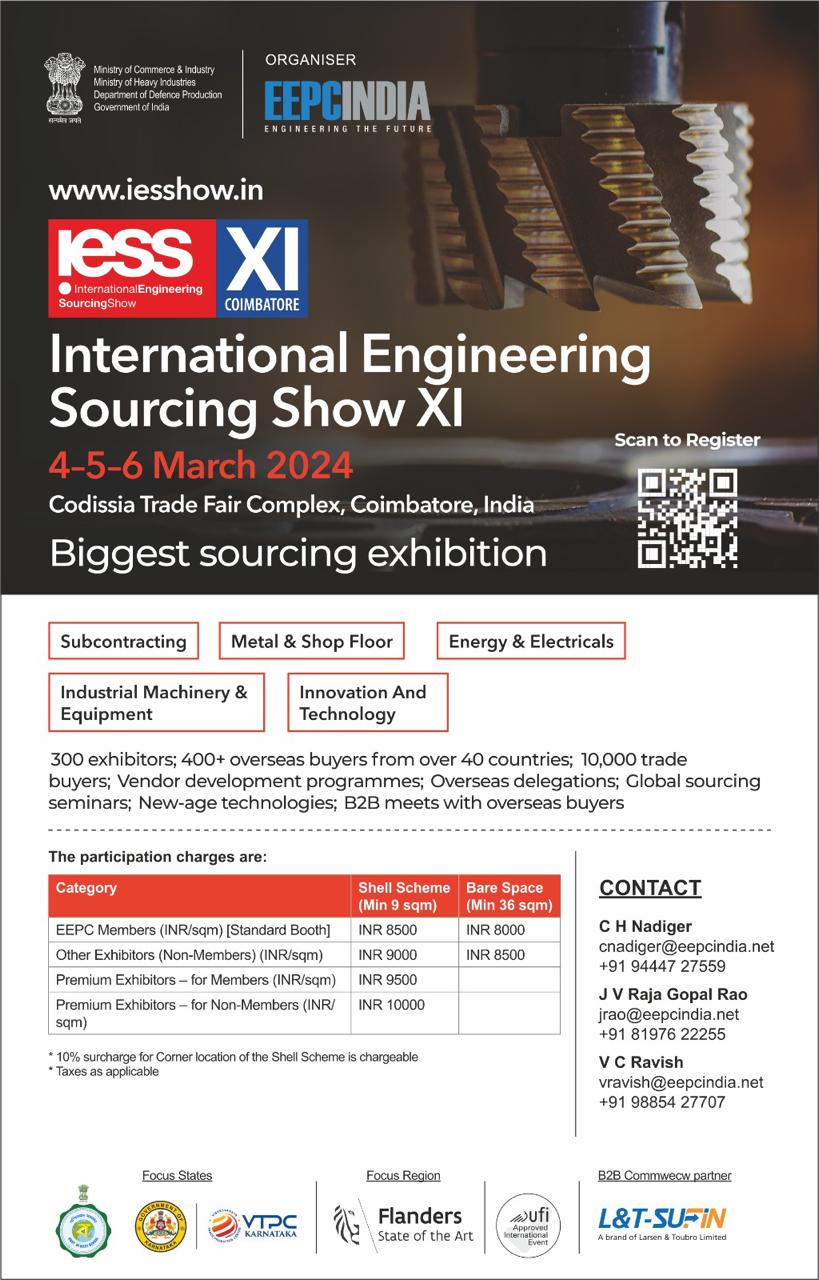 Ministry of Commerce & Industry
Ministry of Heavy Industries
Department of Defence Production
Government of India
सत्यमेव जयते
ORGANISER
EEPCINDIA
ENGINEERING THE FUTURE
www.iesshow.in
iess
InternationalEngineering
SourcingShow
XI
COIMBATORE
International Engineering
Sourcing Show XI
4-5-6 March 2024
Codissia Trade Fair Complex, Coimbatore, India
Biggest sourcing exhibition
Scan to Register
Subcontracting
Metal & Shop Floor
Energy & Electricals
Industrial Machinery &
Equipment
Innovation And
Technology
300 exhibitors; 400+ overseas buyers from over 40 countries; 10,000 trade
buyers; Vendor development programmes; Overseas delegations; Global sourcing
seminars; New-age technologies; B2B meets with overseas buyers
The participation charges are:
Category Shell Scheme (Min 9 sqm) Bare Space (Min 36 sqm)
EEPC Members (INR/sqm) [Standard Booth] INR 8500 INR 8000
Other Exhibitors (Non-Members) (INR/sqm) INR 9000 INR 8500
Premium Exhibitors – for Members (INR/sqm) INR 9500
Premium Exhibitors – for Non-Members (INR/
sqm) INR 10000
* 10% surcharge for Corner location of the Shell Scheme is chargeable
* Taxes as applicable
CONTACT
C H Nadiger
cnadiger@eepcindia.net
+91 94447 27559
J V Raja Gopal Rao
jrao@eepcindia.net
+91 81976 22255
V C Ravish
vravish@eepcindia.net
+91 98854 27707
Focus States
GOVERNMENT OF
KARNATAKA
VTPC
KARNATAKA
Focus Region
Flanders
State of the Art
ufi
Approved
International
Event
B2B Commwecw partner
L&T-SUFIN
A brand of Larsen & Toubro Limited